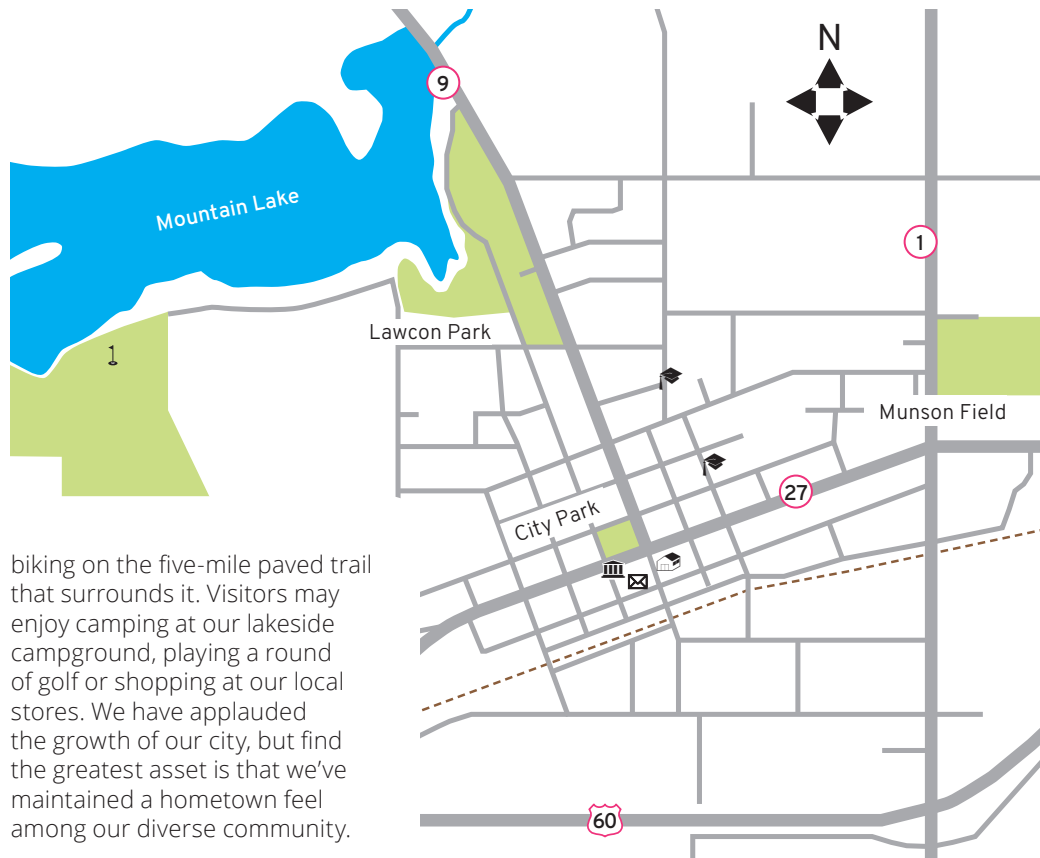 N
9
Mountain Lake
1
Lawcon Park
Munson Field
27
City Park
biking on the five-mile paved trail
that surrounds it. Visitors may
enjoy camping at our lakeside
campground, playing a round
of golf or shopping at our local
stores. We have applauded
the growth of our city, but find
the greatest asset is that we’ve
maintained a hometown feel
among our diverse community.
60